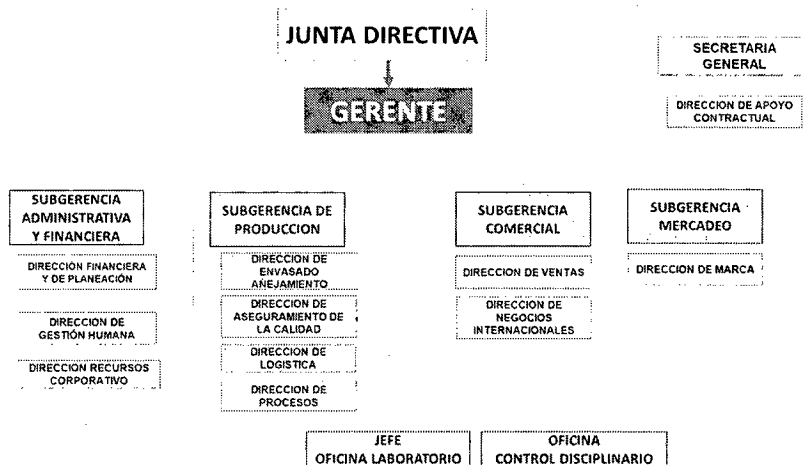 JUNTA DIRECTIVA
SECRETARIA
GENERAL
GERENTE
DIRECCION DE APOYO
CONTRACTUAL
SUBGERENCIA
ADMINISTRATIVA
Y FINANCIERA
DIRECCIÓN FINANCIERA
Y DE PLANEACIÓN
DIRECCION DE
GESTIÓN HUMANA
DIRECCION RECURSOS
CORPORATIVO
SUBGERENCIA DE
PRODUCCION
DIRECCION DE
ENVASADO
AÑEJAMIENTO
DIRECCION DE
ASEGURAMIENTO DE
LA CALIDAD
DIRECCION DE
LOGISTICA
DIRECCION DE
PROCESOS
SUBGERENCIA
COMERCIAL
DIRECCION DE VENTAS
DIRECCION DE
NEGOCIOS
INTERNACIONALES
SUBGERENCIA
MERCADEO
DIRECCION DE MARCA
JEFE
OFICINA LABORATORIO
OFICINA
CONTROL DISCIPLINARIO